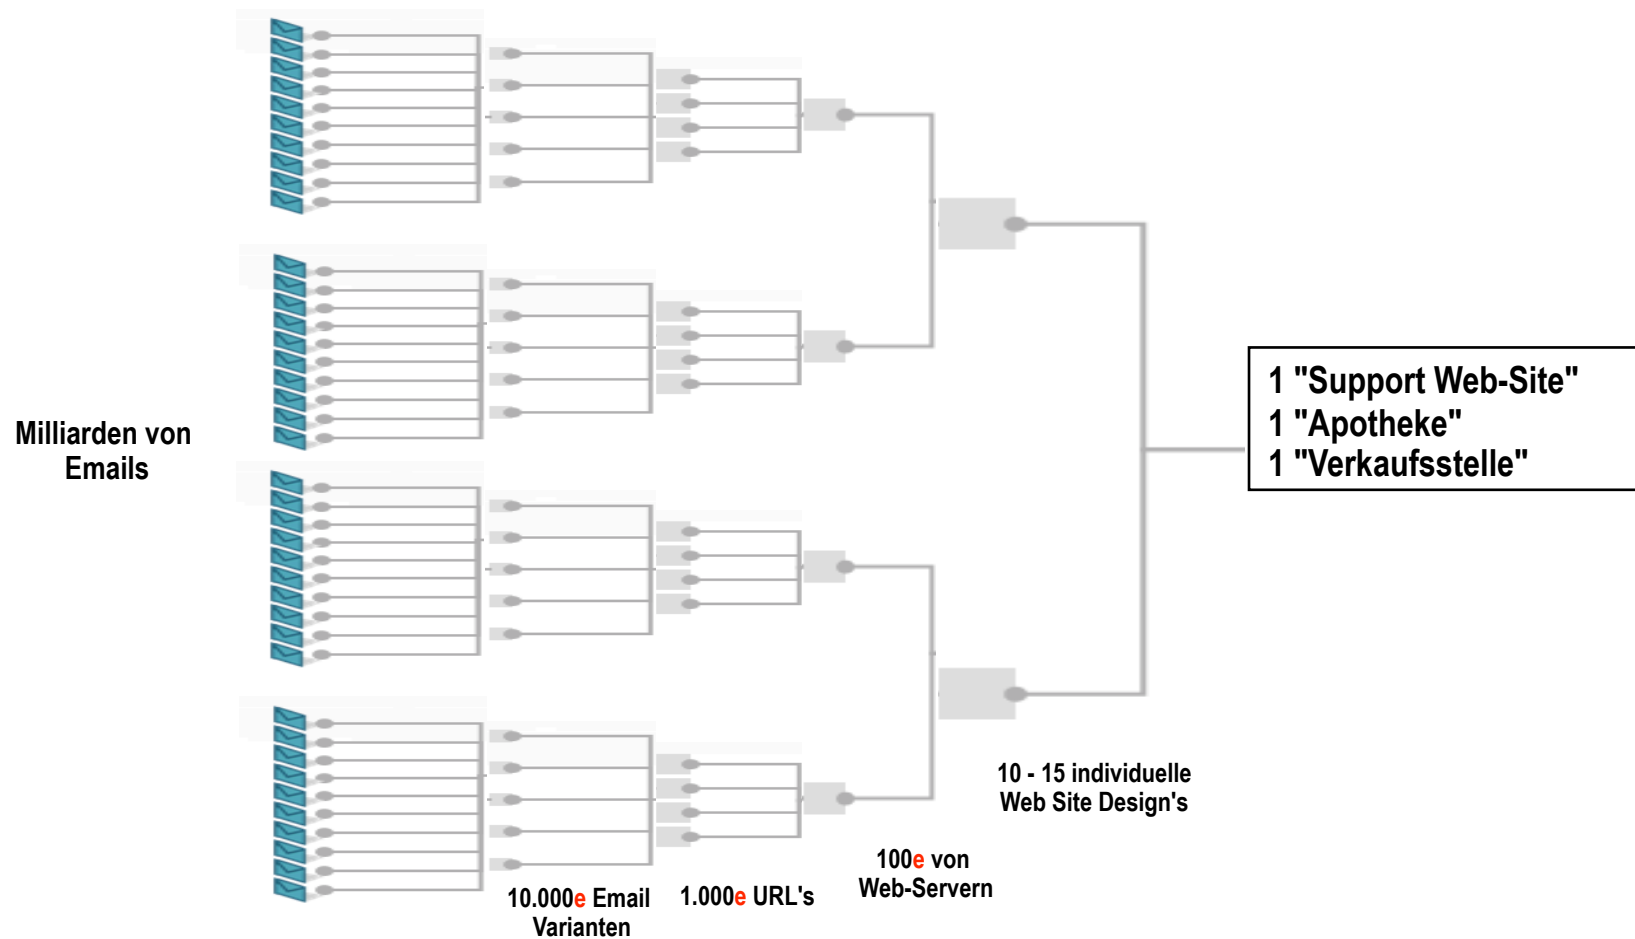 Milliarden von
Emails
10.000e Email
Varianten
1.000e URL's
100e von
Web-Servern
10 - 15 individuelle
Web Site Design's
1 "Support Web-Site"
1 "Apotheke"
1 "Verkaufsstelle"